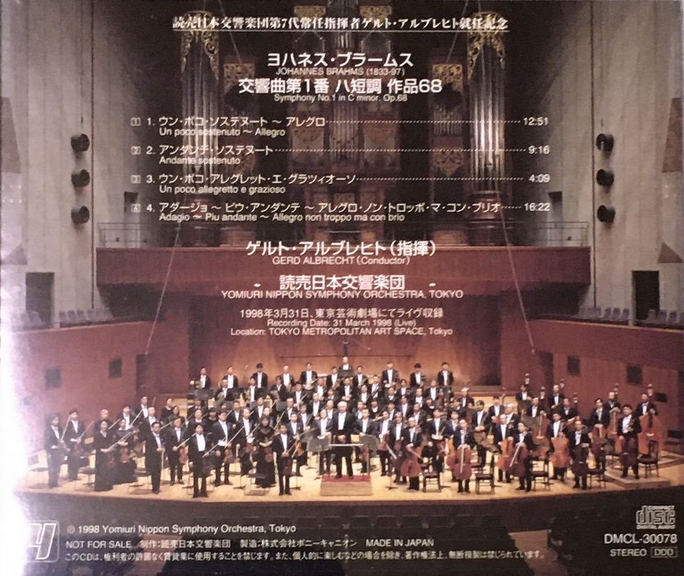 読売日本交響楽団第7代常任指揮者ゲルト・アルブレヒト就任記念
ヨハネス・ブラームス
JOHANNES BRAHMS (1833-97)
交響曲第1番 ハ短調 作品68
Symphony No.1 in C minor, Op.68
1 1. ウン・ポコ・ソステヌート ～ アレグロ 12:51
Un poco sostenuto ～ Allegro
2 2. アンダンテ・ソステヌート 9:16
Andante sostenuto
3 3. ウン・ポコ・アレグレット・エ・グラツィオーソ 4:09
Un poco allegretto e grazioso
4 4. アダージョ ～ ピウ・アンダンテ ～ アレグロ・ノン・トロッポ・マ・コン・ブリオ 16:22
Adagio ～ Piu andante ～ Allegro non troppo ma con brio
ゲルト・アルブレヒト(指揮)
GERD ALBRECHT (Conductor)
読売日本交響楽団
YOMIURI NIPPON SYMPHONY ORCHESTRA, TOKYO
1998年3月31日、東京芸術劇場にてライヴ収録
Recording Date: 31 March 1998 (Live)
Location: TOKYO METROPOLITAN ART SPACE, Tokyo
℗ 1998 Yomiuri Nippon Symphony Orchestra, Tokyo
NOT FOR SALE 制作:読売日本交響楽団 製造:株式会社ポニーキャニオン MADE IN JAPAN
このCDは、権利者の許諾なく賃貸業に使用することを禁じます。また、個人的に楽しむなどの場合を除き、著作権法上、無断複製は禁じられています。
COMPACT
disc
DIGITAL AUDIO
DMCL-30078
STEREO DDD